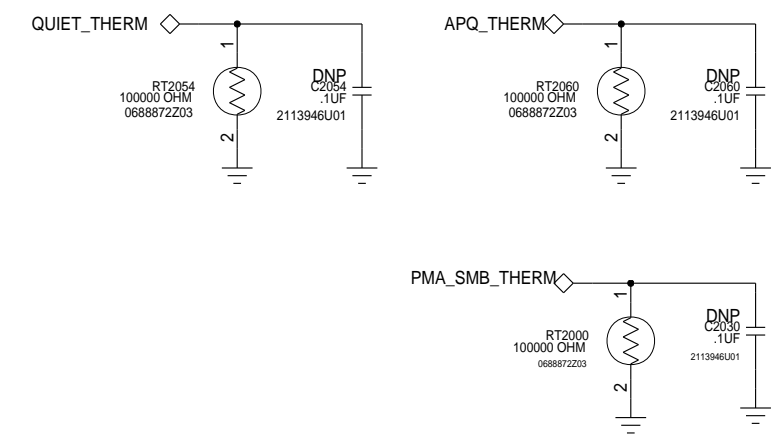 QUIET_THERM
1
RT2054
100000 OHM
0688872Z03
2
DNP
C2054
.1UF
2113946U01
APQ_THERM
1
RT2060
100000 OHM
0688872Z03
2
DNP
C2060
.1UF
2113946U01
PMA_SMB_THERM
1
RT2000
100000 OHM
0688872Z03
2
DNP
C2030
.1UF
2113946U01